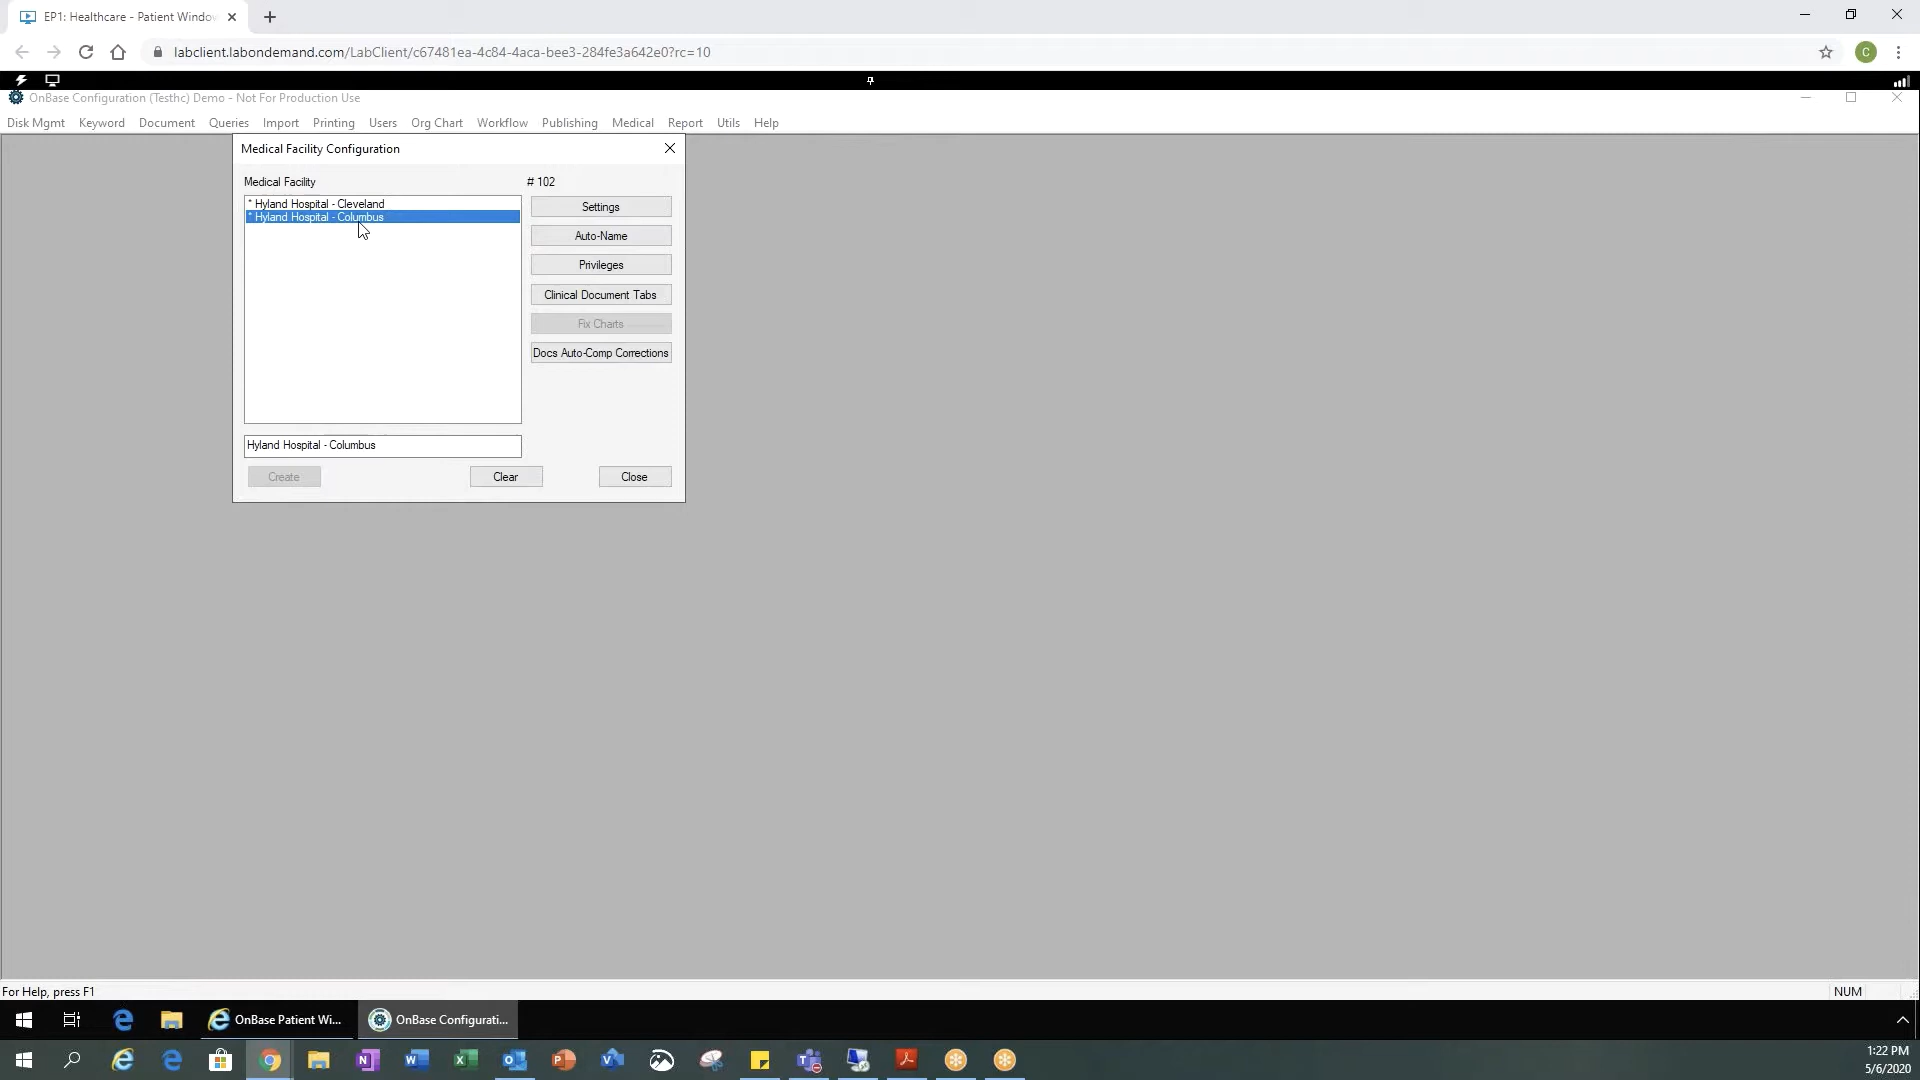 EP1: Healthcare - Patient Windo
labclient.labondemand.com/LabClient/c67481ea-4c84-4aca-bee3-284fe3a642e0?rc=10
C
OnBase Configuration (Testhc) Demo - Not For Production Use
Disk Mgmt Keyword Document Queries Import Printing Users Org Chart Workflow Publishing Medical Report Utils Help
Medical Facility Configuration
Medical Facility # 102
* Hyland Hospital - Cleveland
* Hyland Hospital - Columbus
Settings
Auto-Name
Privileges
Clinical Document Tabs
Fix Charts
Docs Auto-Comp Corrections
Hyland Hospital - Columbus
Create Clear Close
For Help, press F1 NUM
OnBase Patient Wi... OnBase Configurati...
1:22 PM
5/6/2020